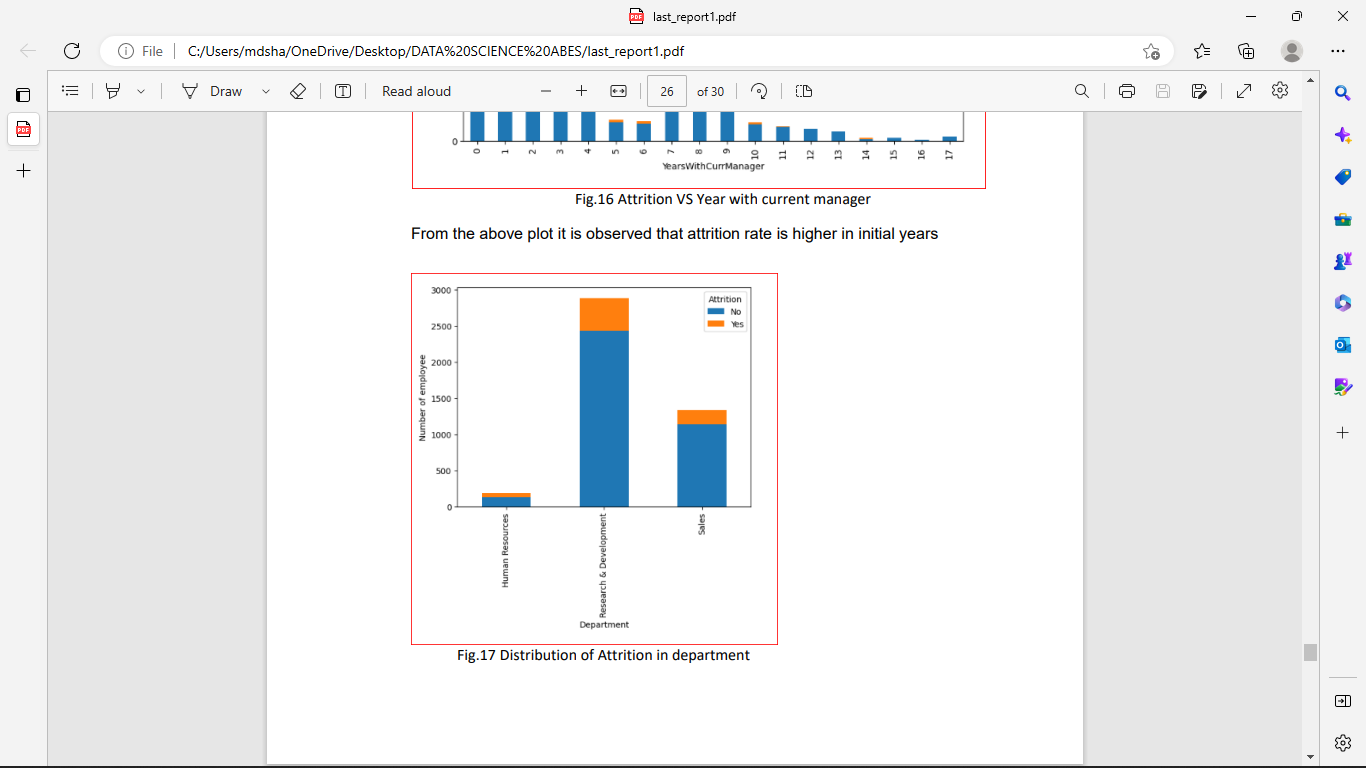 last_report1.pdf
File
C:/Users/mdsha/OneDrive/Desktop/DATA%20SCIENCE%20ABES/last_report1.pdf
Draw
Read aloud
26 of 30
0
0 1 2 3 4 5 6 7 8 9 10 11 12 13 14 15 16 17
YearsWithCurrManager
Fig.16 Attrition VS Year with current manager
From the above plot it is observed that attrition rate is higher in initial years
Attrition
No
Yes
3000
2500
2000
1500
1000
500
0
Number of employee
Human Resources
Research & Development
Sales
Department
Fig.17 Distribution of Attrition in department